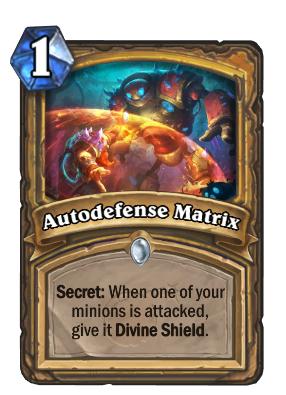 1
Autodefense Matrix
Secret: When one of your
minions is attacked,
give it Divine Shield.